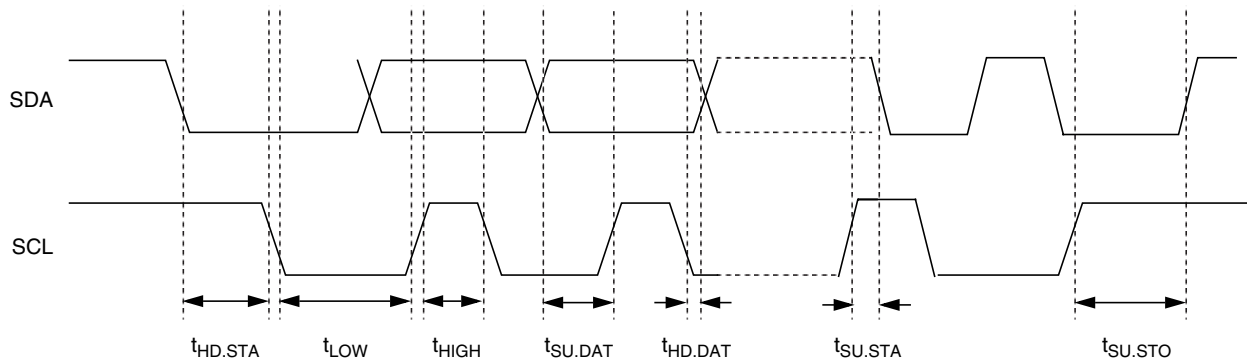 SDA
SCL
tHD.STA tLOW tHIGH tSU.DAT tHD.DAT tSU.STA tSU.STO